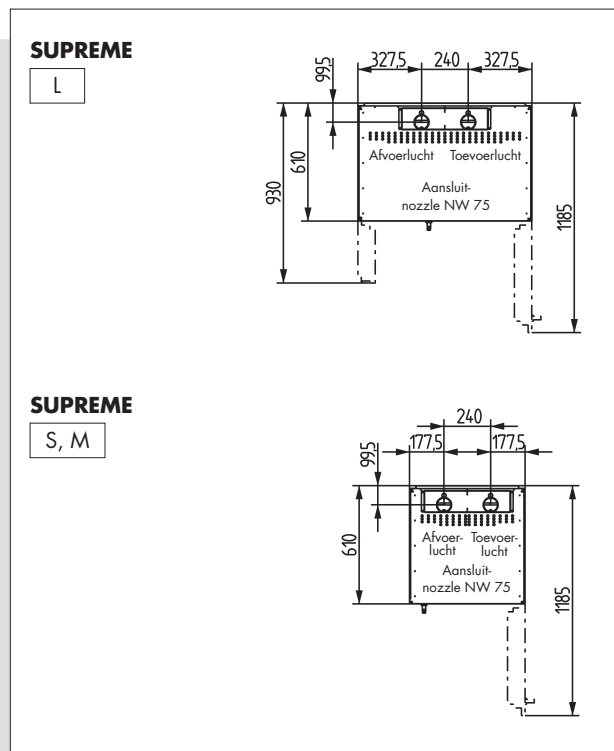 SUPREME
L
327,5 240 327,5
99,5
610
930
1185
Afvoerlucht Toevoerlucht
Aansluit-
nozzle NW 75
SUPREME
S, M
240
177,5 177,5
99,5
610
1185
Afvoer- Toevoer-
lucht lucht
Aansluit-
nozzle NW 75